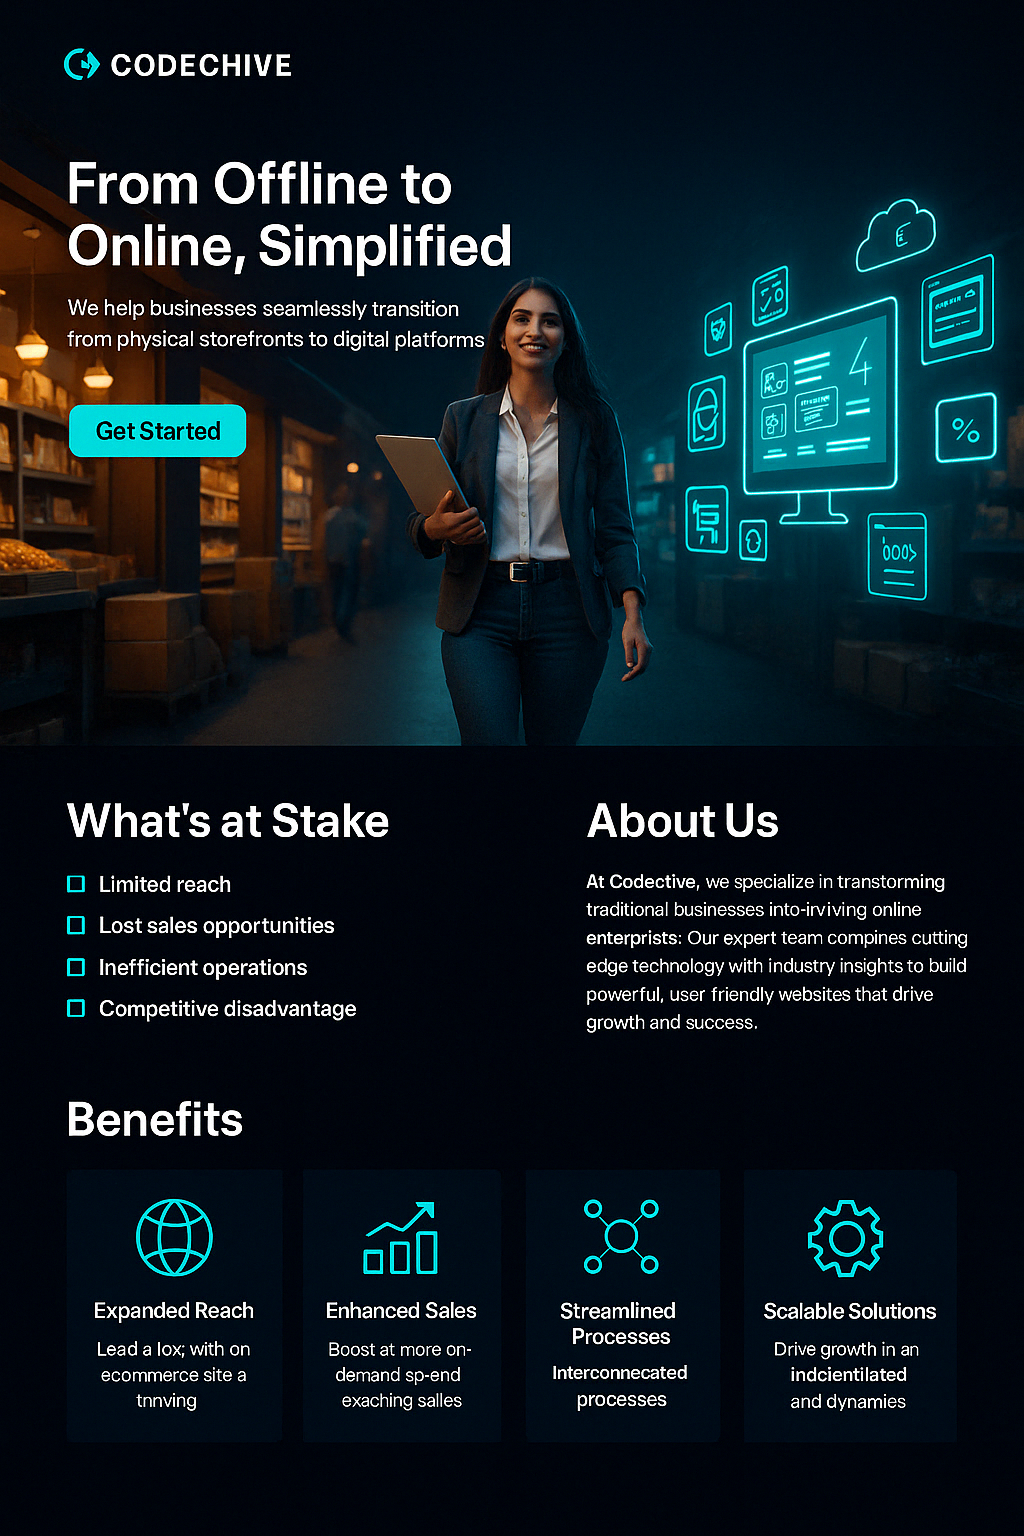 CODECHIVE
From Offline to
Online, Simplified
We help businesses seamlessly transition
from physical storefronts to digital platforms
Get Started
4
%
What's at Stake
Limited reach
Lost sales opportunities
Inefficient operations
Competitive disadvantage
About Us
At Codective, we specialize in transtorming
traditional businesses into-irviving online
enterprists: Our expert team compines cutting
edge technology with industry insights to build
powerful, user friendly websites that drive
growth and success.
Benefits
Expanded Reach
Lead a lox; with on
ecommerce site a
tnnving
Enhanced Sales
Boost at more on-
demand sp-end
exaching salles
Streamlined
Processes
Interconnecated
processes
Scalable Solutions
Drive growth in an
indcientilated
and dynamies